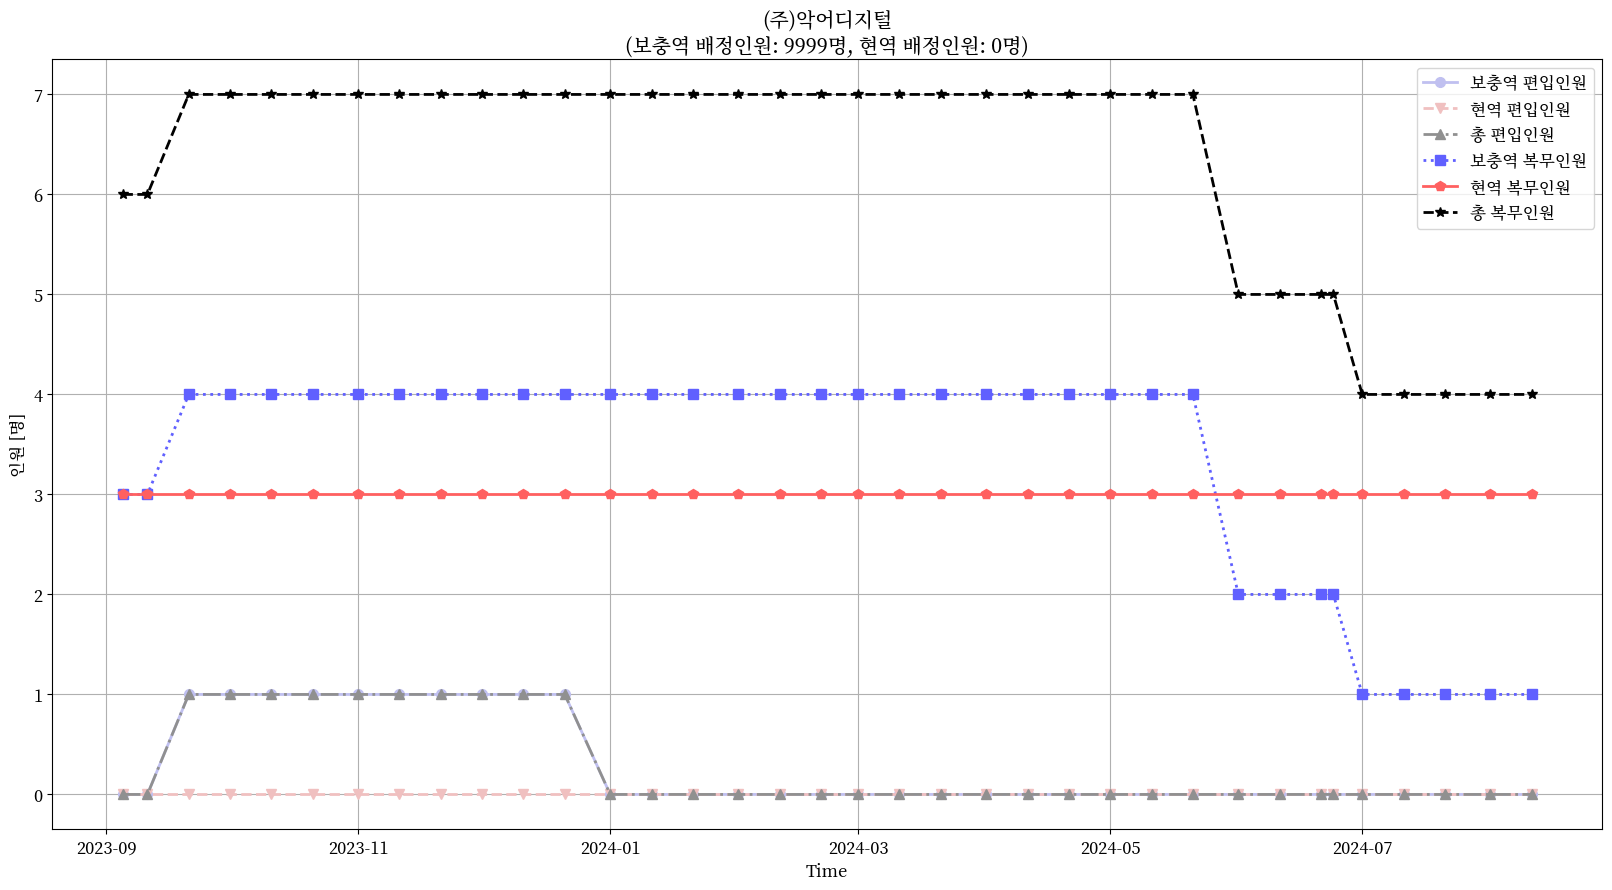 (주)악어디지털
(보충역 배정인원: 9999명, 현역 배정인원: 0명)
보충역 편입인원
현역 편입인원
총 편입인원
보충역 복무인원
현역 복무인원
총 복무인원
인원 [명]
7
6
5
4
3
2
1
0
2023-09
2023-11
2024-01
2024-03
2024-05
2024-07
Time